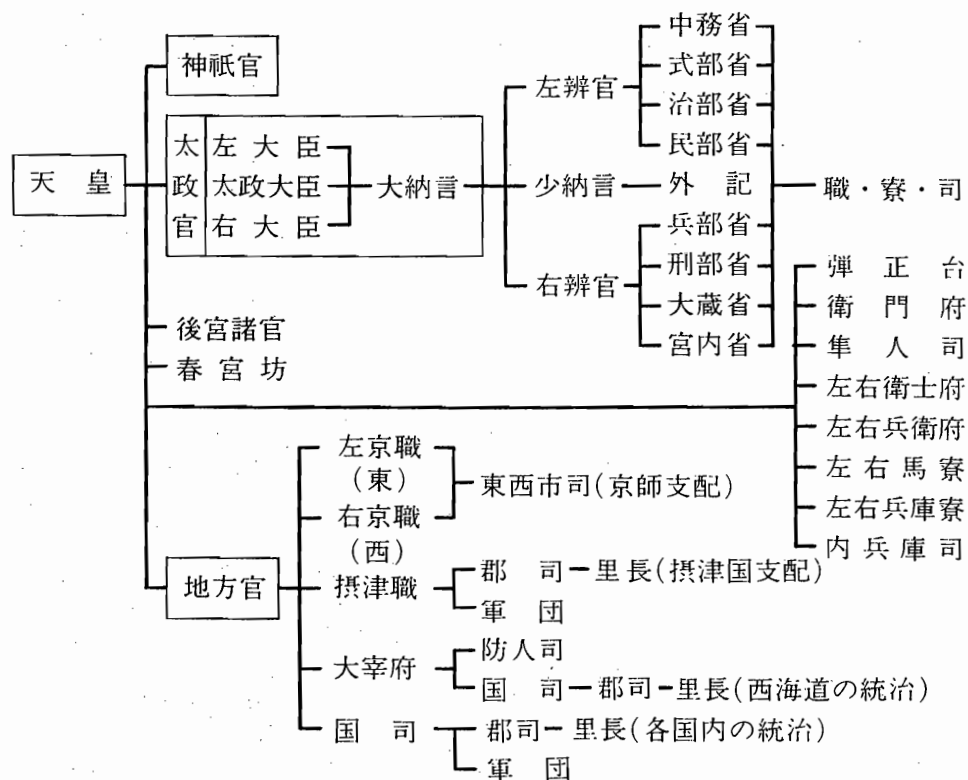 天皇
神祇官
太政官
左大臣
太政大臣
右大臣
大納言
左辨官
少納言
右辨官
中務省
式部省
治部省
民部省
外記
兵部省
刑部省
大蔵省
宮内省
職・寮・司
弾正台
衛門府
隼人司
左右衛士府
左右兵衛府
左右馬寮
左右兵庫寮
内兵庫司
後宮諸官
春宮坊
地方官
左京職
(東)
右京職
(西)
東西市司(京師支配)
摂津職
郡司 里長(摂津国支配)
軍団
大宰府
防人司
国司 郡司 里長(西海道の統治)
国司
郡司 里長(各国内の統治)
軍団